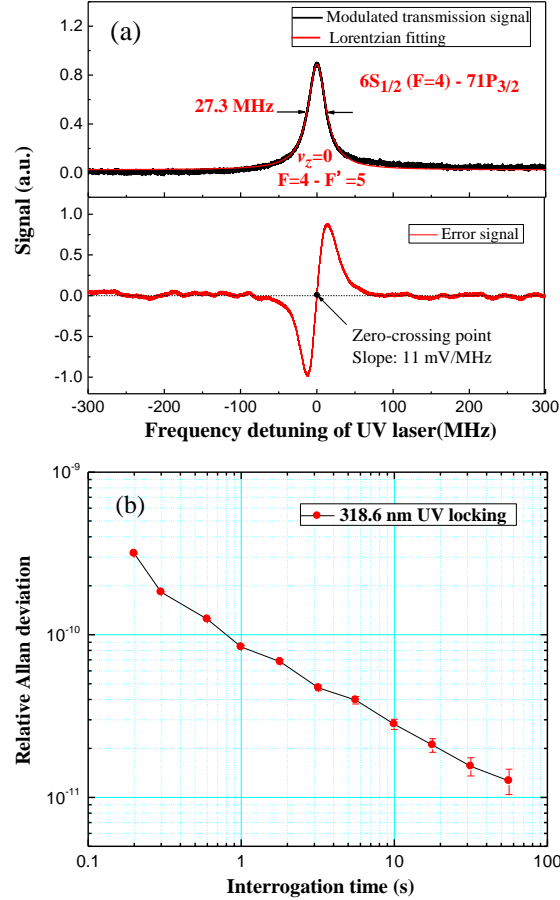 (a)
Modulated transmission signal
Lorentzian fitting
6S1/2 (F=4) - 71P3/2
27.3 MHz
vz=0
F=4 - F'=5
1.2
0.8
0.4
0.0
Signal (a.u.)
Error signal
1.0
0.5
0.0
-0.5
-1.0
Zero-crossing point
Slope: 11 mV/MHz
-300 -200 -100 0 100 200 300
Frequency detuning of UV laser(MHz)
(b)
318.6 nm UV locking
10-9
10-10
10-11
Relative Allan deviation
0.1 1 10 100
Interrogation time (s)